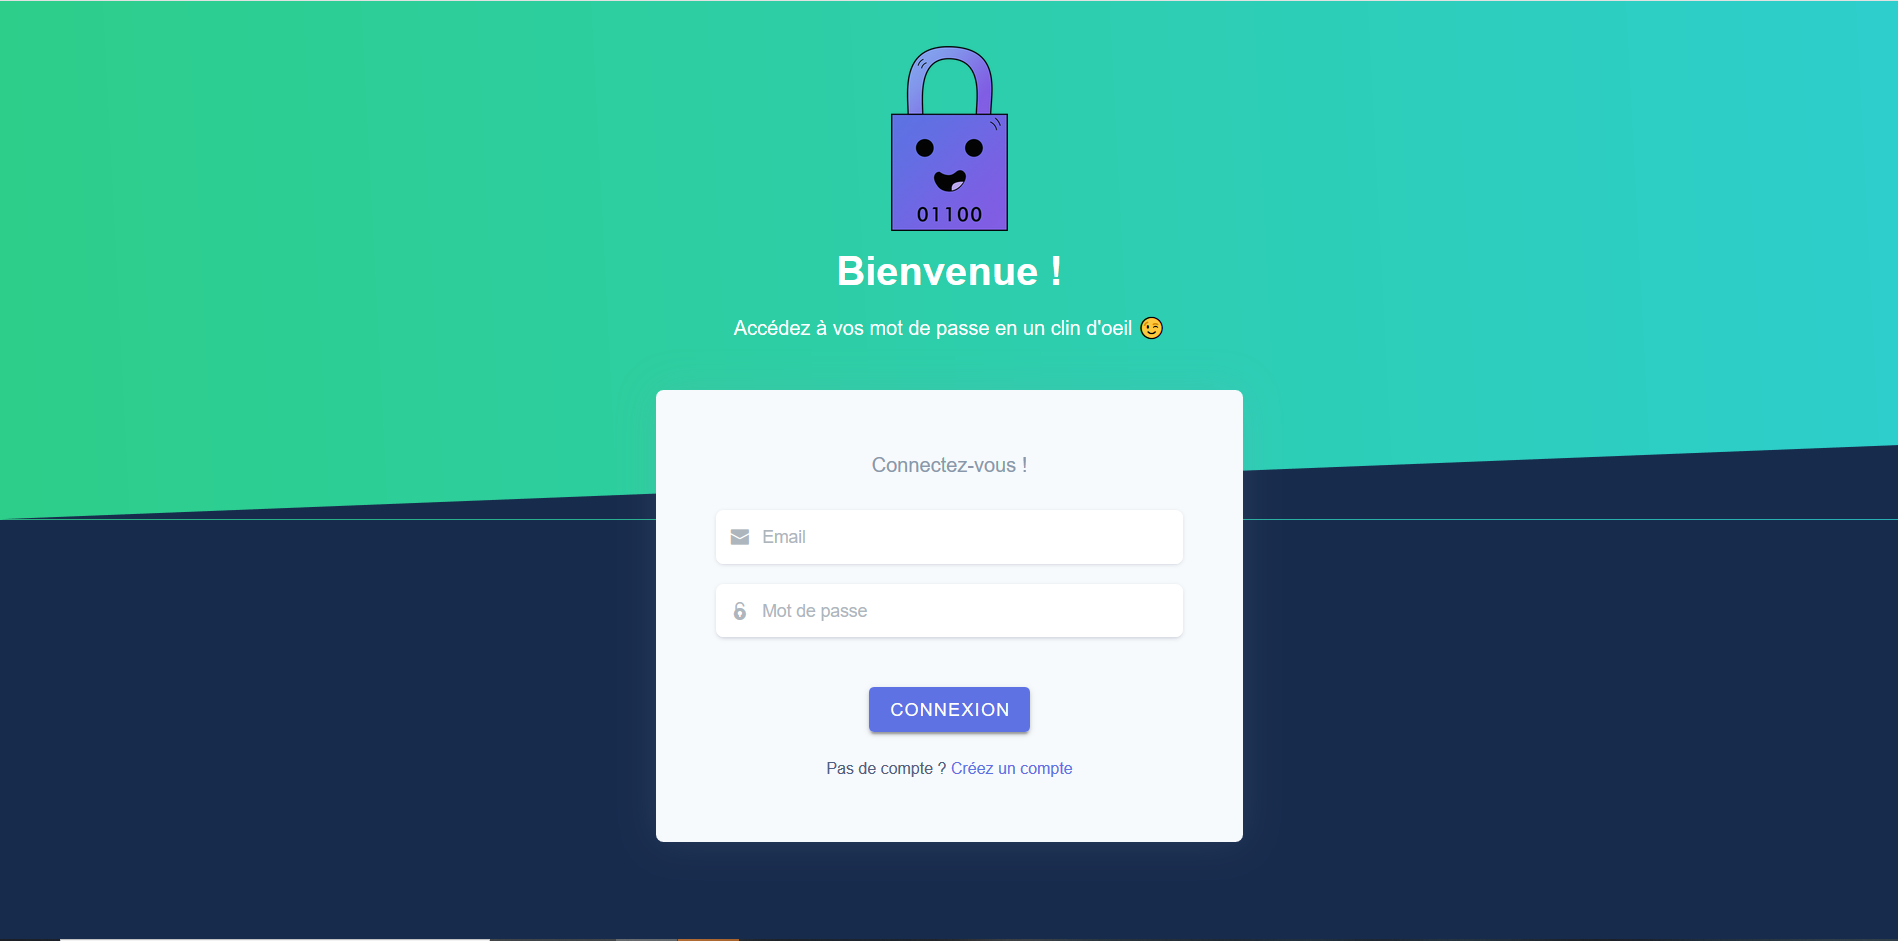 01100
Bienvenue !
Accédez à vos mot de passe en un clin d'oeil 😉
Connectez-vous !
Email
Mot de passe
CONNEXION
Pas de compte ? Créez un compte